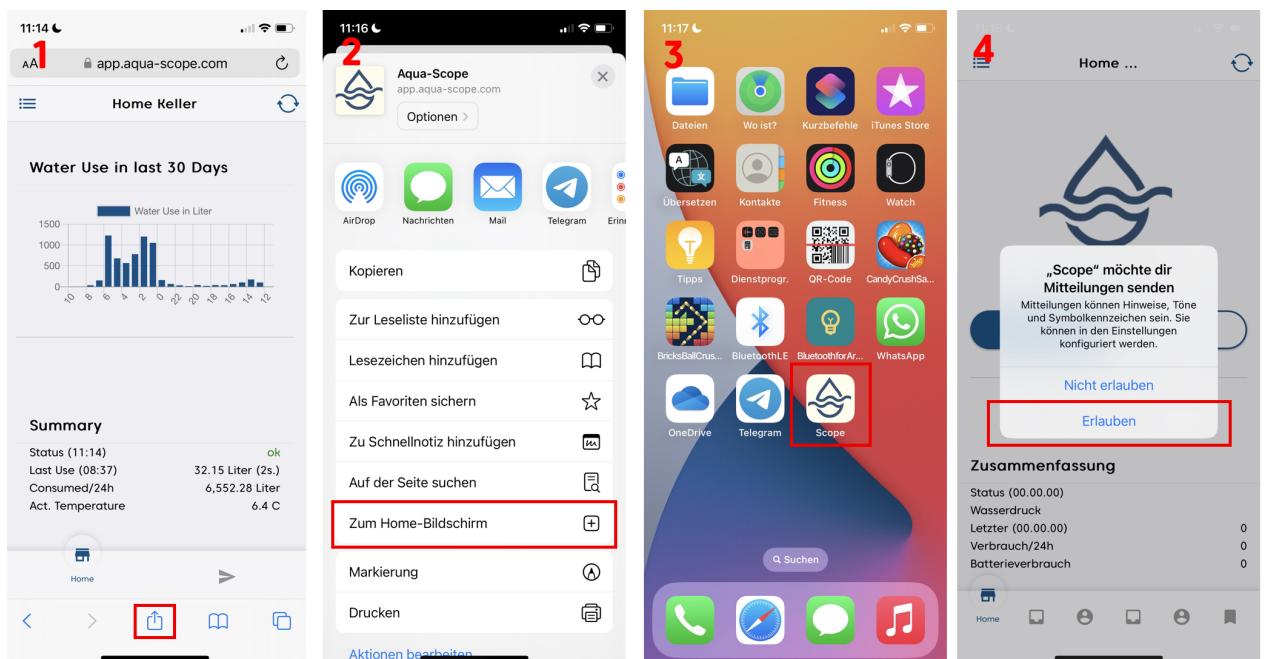 11:14
1
AA
app.aqua-scope.com
Home Keller
Water Use in last 30 Days
Water Use in Liter
1500
1000
500
0
20
8
6
4
2
0
22
20
18
16
14
12
Summary
Status (11:14) ok
Last Use (08:37) 32.15 Liter (2s.)
Consumed/24h 6,552.28 Liter
Act. Temperature 6.4 C
Home
11:16
2
Aqua-Scope
app.aqua-scope.com
Optionen
AirDrop Nachrichten Mail Telegram Erinn
Kopieren
Zur Leseliste hinzufügen
Lesezeichen hinzufügen
Als Favoriten sichern
Zu Schnellnotiz hinzufügen
Auf der Seite suchen
Zum Home-Bildschirm
Markierung
Drucken
Aktionen bearbeiten
11:17
3
Dateien Wo ist? Kurzbefehle iTunes Store
Übersetzen Kontakte Fitness Watch
Tipps Dienstprogr. QR-Code CandyCrushSa...
BricksBallCrus... BluetoothLE BluetoothforAr... WhatsApp
OneDrive Telegram Scope
Suchen
4
Home ...
„Scope“ möchte dir
Mitteilungen senden
Mitteilungen können Hinweise, Töne
und Symbolkennzeichen sein. Sie
können in den Einstellungen
konfiguriert werden.
Nicht erlauben
Erlauben
Zusammenfassung
Status (00.00.00)
Wasserdruck
Letzter (00.00.00) 0
Verbrauch/24h 0
Batterieverbrauch 0
Home